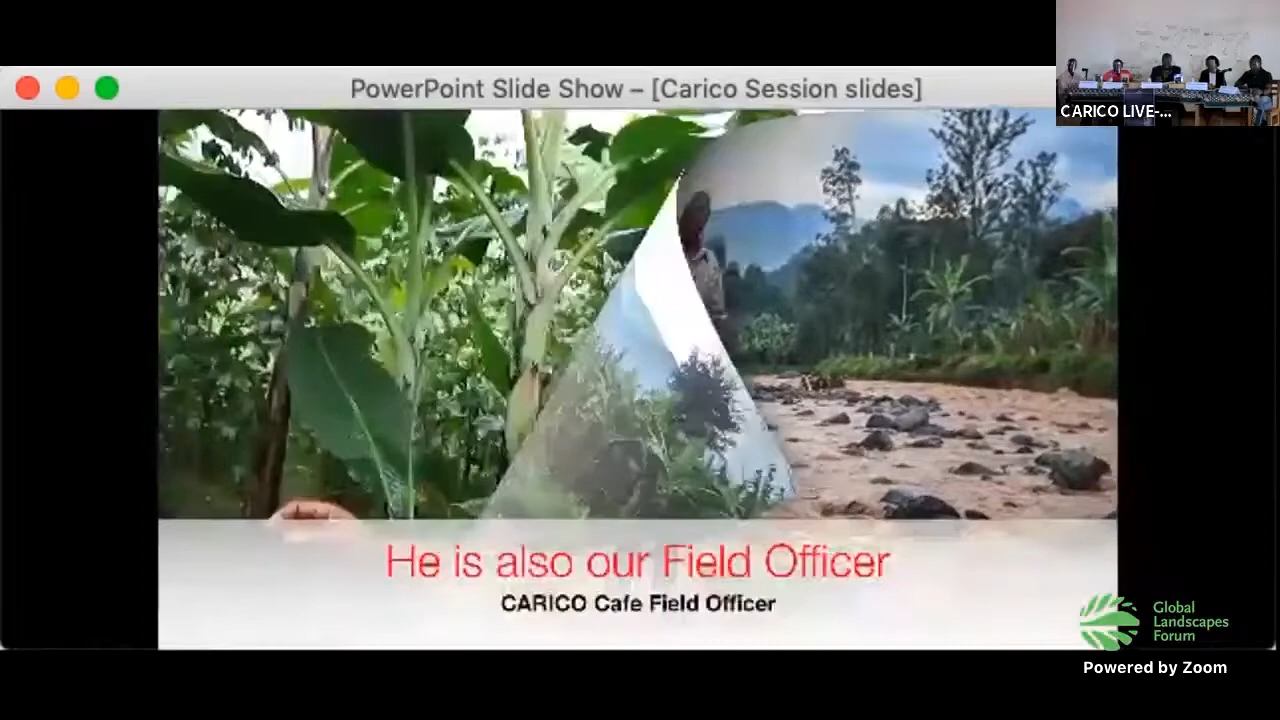 PowerPoint Slide Show – [Carico Session slides]
CARICO LIVE-...
He is also our Field Officer
CARICO Cafe Field Officer
Global
Landscapes
Forum
Powered by Zoom